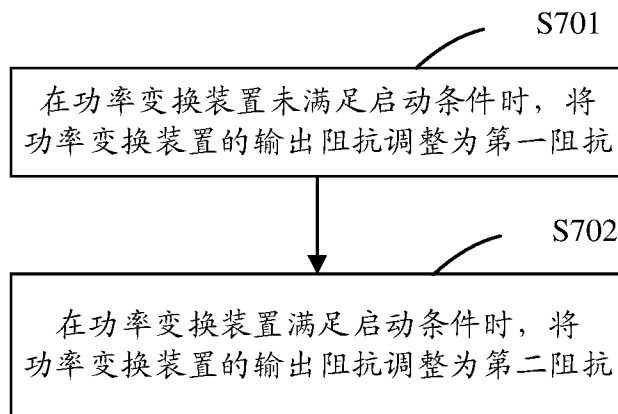 S701
在功率变换装置未满足启动条件时，将
功率变换装置的输出阻抗调整为第一阻抗
S702
在功率变换装置满足启动条件时，将
功率变换装置的输出阻抗调整为第二阻抗